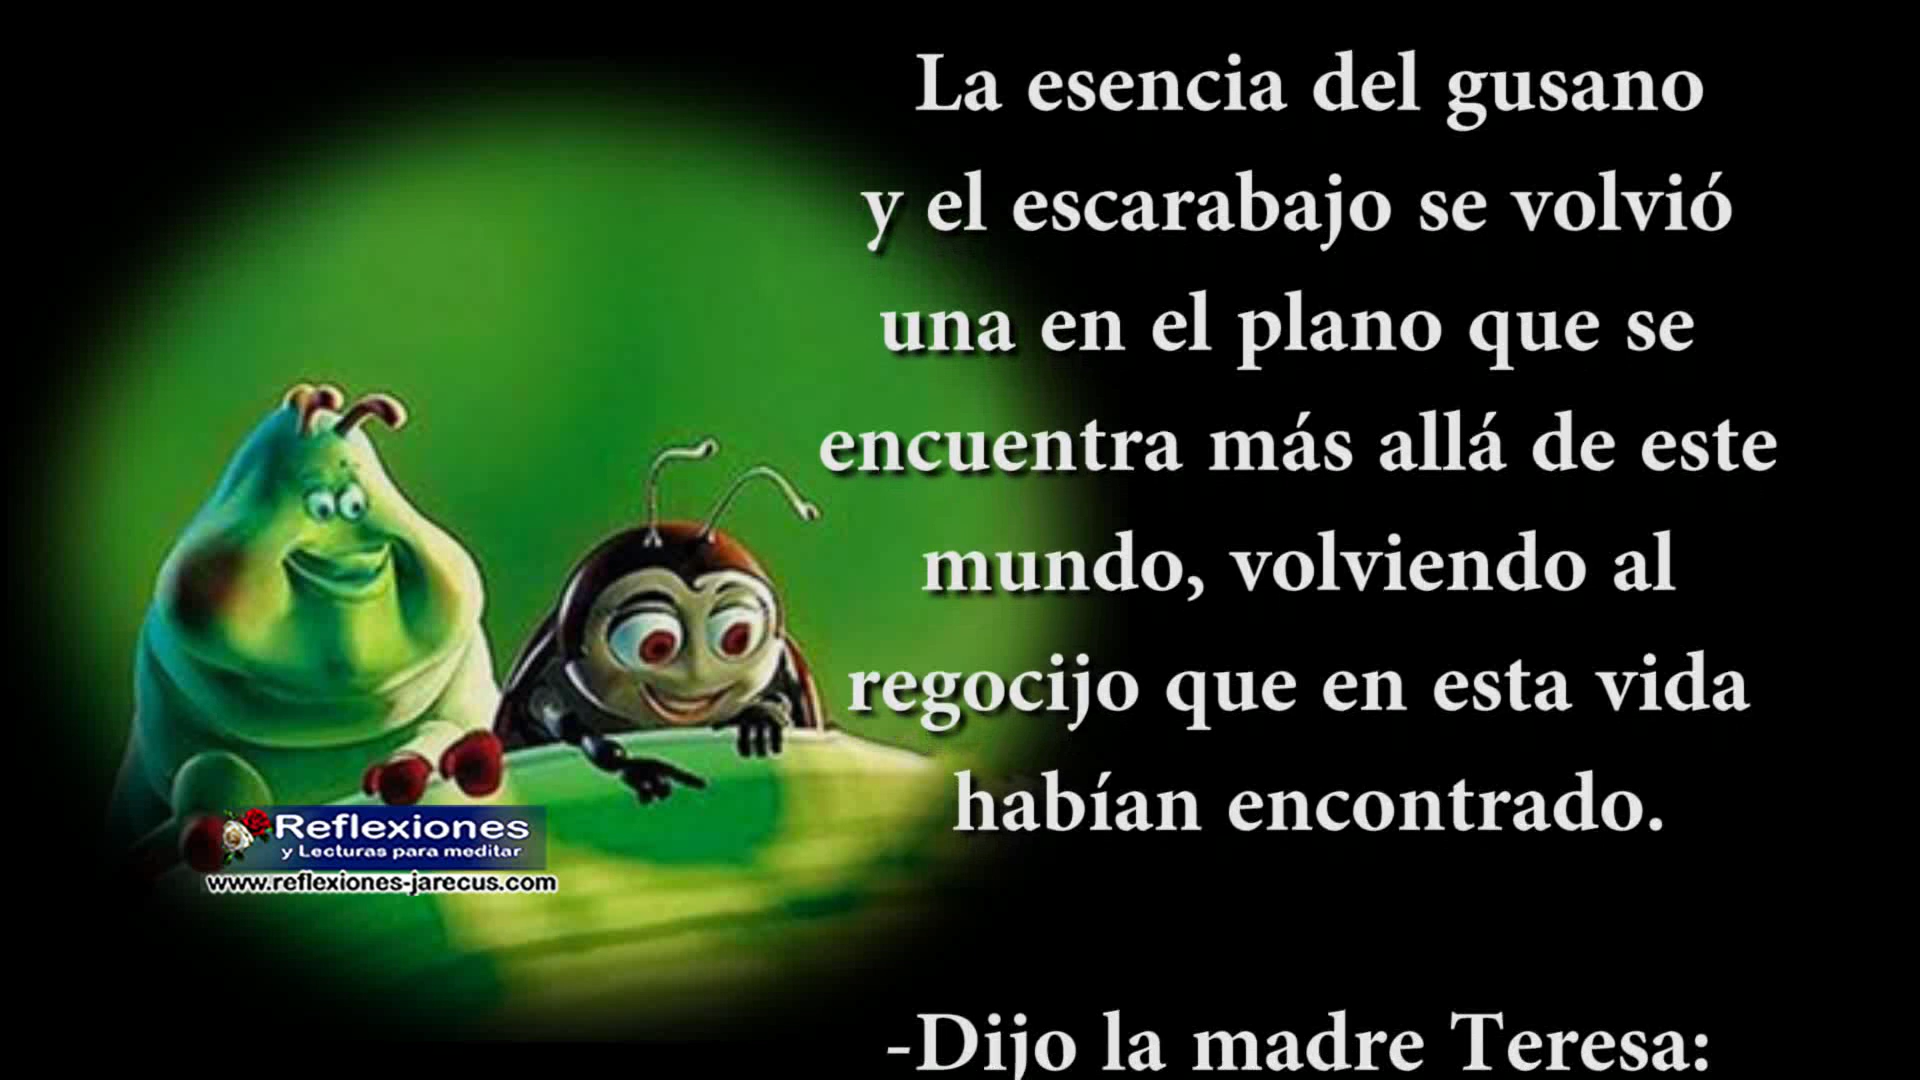 La esencia del gusano
y el escarabajo se volvió
una en el plano que se
encuentra más allá de este
mundo, volviendo al
regocijo que en esta vida
habían encontrado.
-Dijo la madre Teresa:
Reflexiones
y Lecturas para meditar
www.reflexiones-jarecus.com